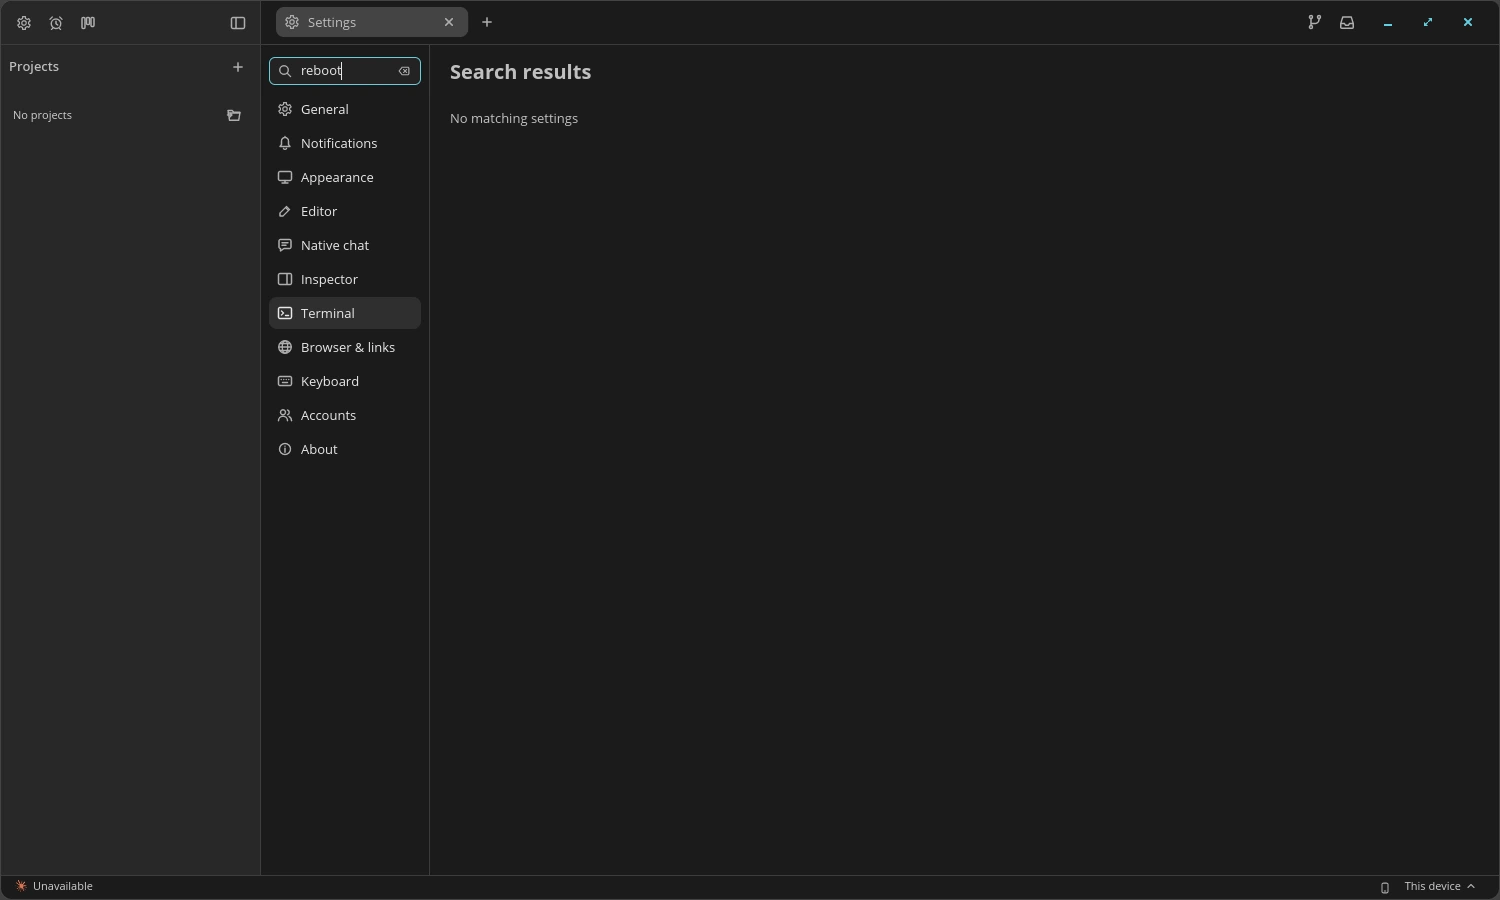 Settings
Projects
No projects
reboot
General
Notifications
Appearance
Editor
Native chat
Inspector
Terminal
Browser & links
Keyboard
Accounts
About
Search results
No matching settings
Unavailable
This device